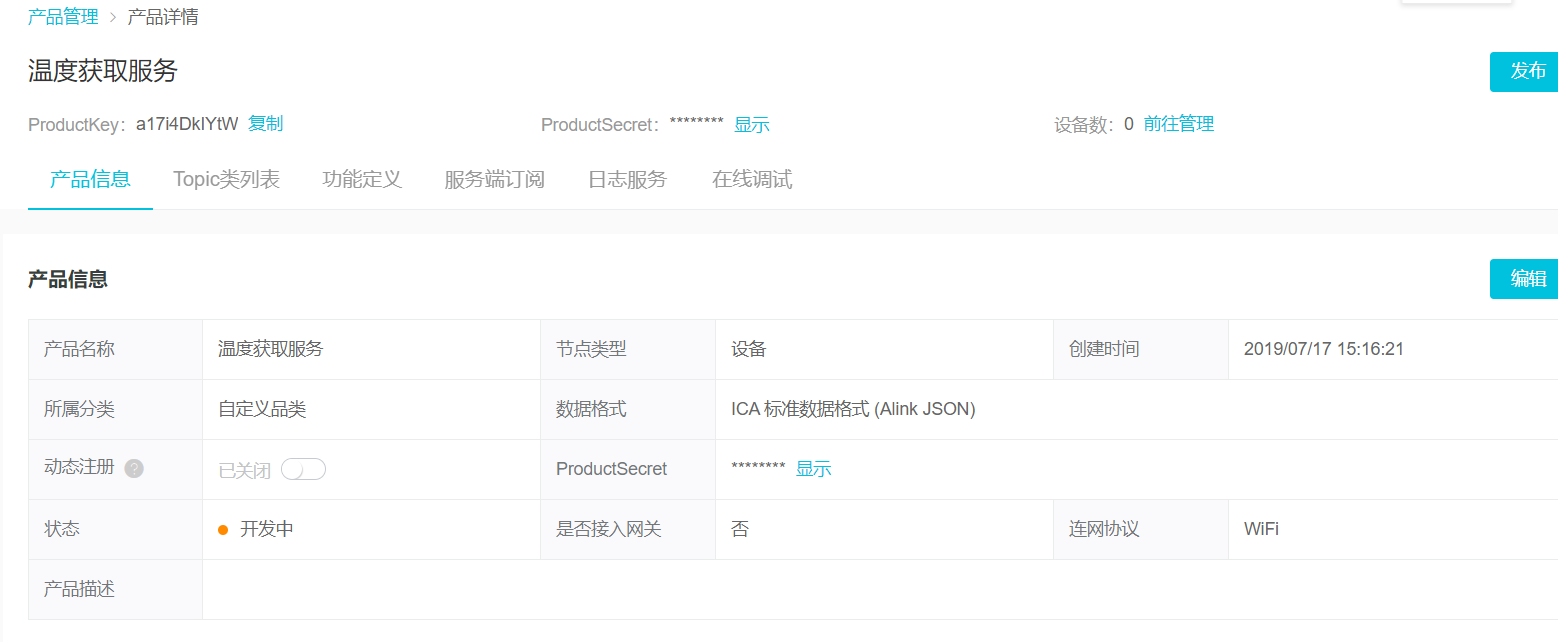 产品管理 > 产品详情
温度获取服务
发布
ProductKey： a17i4DkIYtW 复制 ProductSecret： ******** 显示 设备数： 0 前往管理
产品信息 Topic类列表 功能定义 服务端订阅 日志服务 在线调试
产品信息
编辑
产品名称 温度获取服务 节点类型 设备 创建时间 2019/07/17 15:16:21
所属分类 自定义品类 数据格式 ICA 标准数据格式 (Alink JSON)
动态注册 ? 已关闭 ProductSecret ******** 显示
状态 开发中 是否接入网关 否 连网协议 WiFi
产品描述